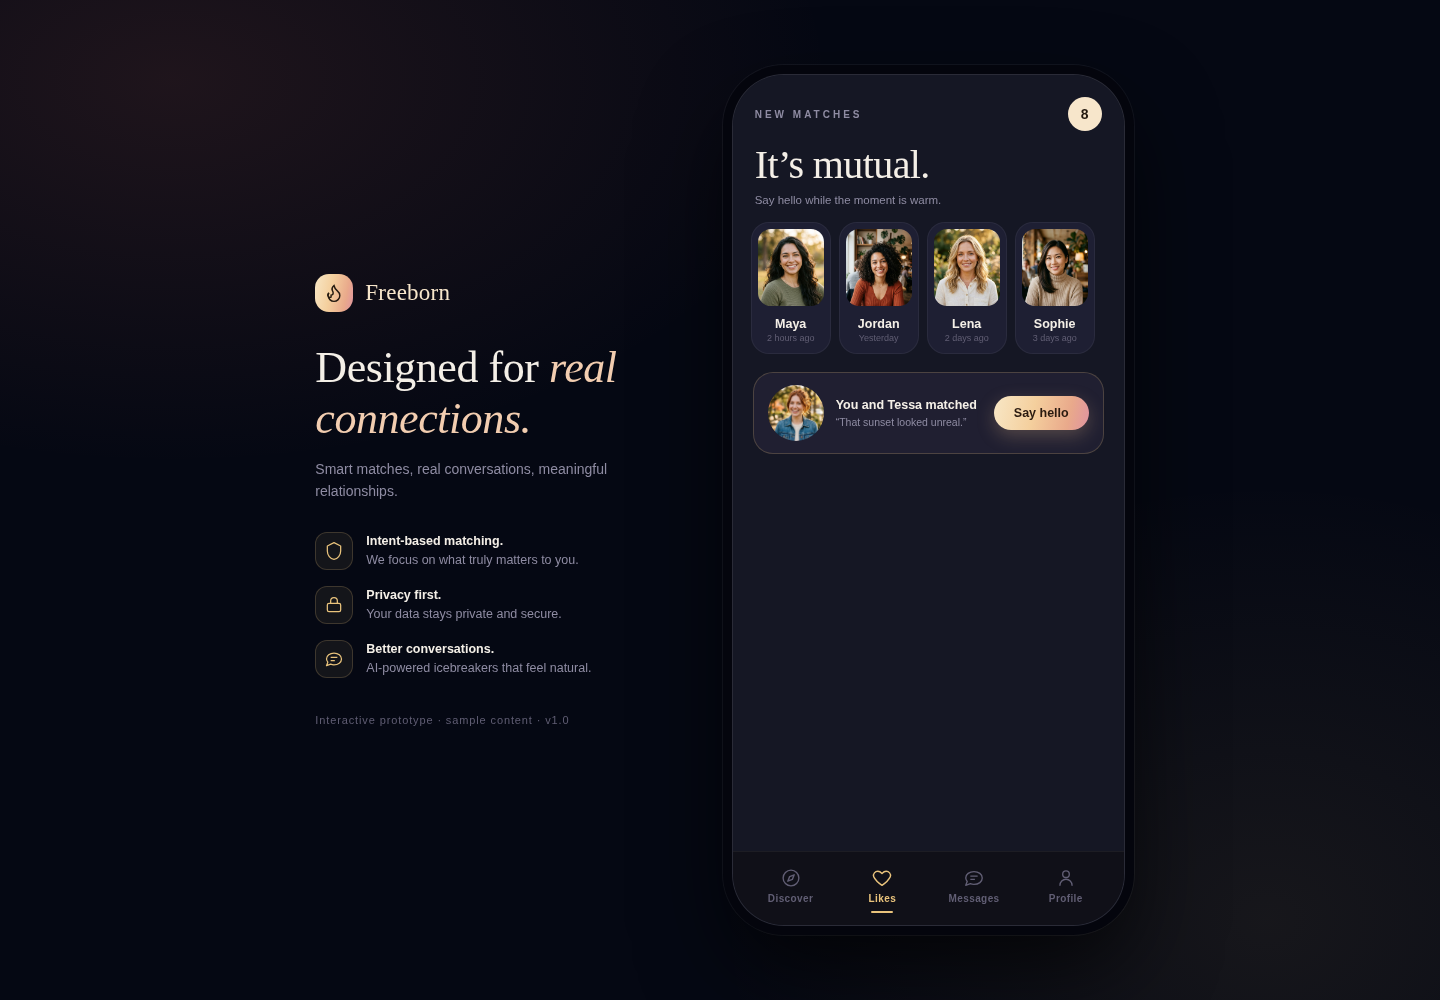 Freeborn
Designed for real
connections.
Smart matches, real conversations, meaningful
relationships.
Intent-based matching.
We focus on what truly matters to you.
Privacy first.
Your data stays private and secure.
Better conversations.
AI-powered icebreakers that feel natural.
Interactive prototype · sample content · v1.0
NEW MATCHES
8
It’s mutual.
Say hello while the moment is warm.
Maya
2 hours ago
Jordan
Yesterday
Lena
2 days ago
Sophie
3 days ago
You and Tessa matched
“That sunset looked unreal.”
Say hello
Discover
Likes
Messages
Profile